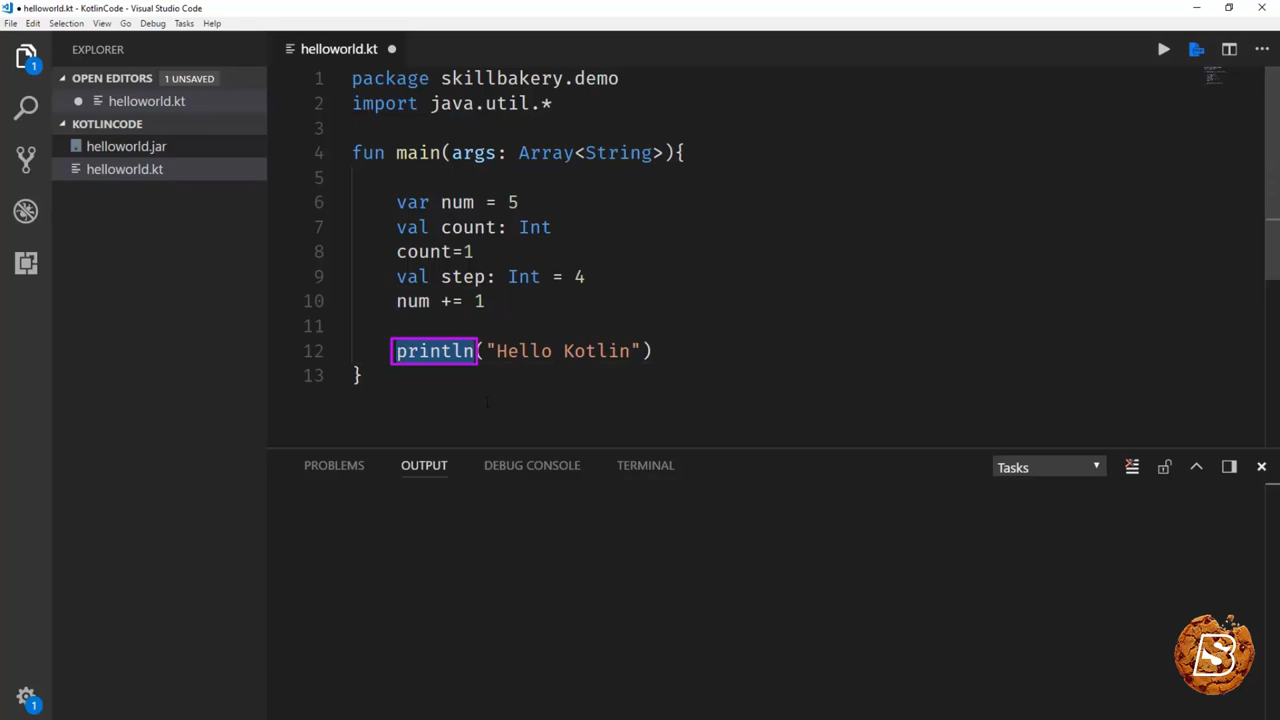 helloworld.kt - KotlinCode - Visual Studio Code
File Edit Selection View Go Debug Tasks Help
EXPLORER
OPEN EDITORS 1 UNSAVED
helloworld.kt
KOTLINCODE
helloworld.jar
helloworld.kt
1
1
helloworld.kt
1 package skillbakery.demo
2 import java.util.*
3
4 fun main(args: Array<String>){
5
6 var num = 5
7 val count: Int
8 count=1
9 val step: Int = 4
10 num += 1
11
12 println("Hello Kotlin")
13 }
PROBLEMS OUTPUT DEBUG CONSOLE TERMINAL
Tasks